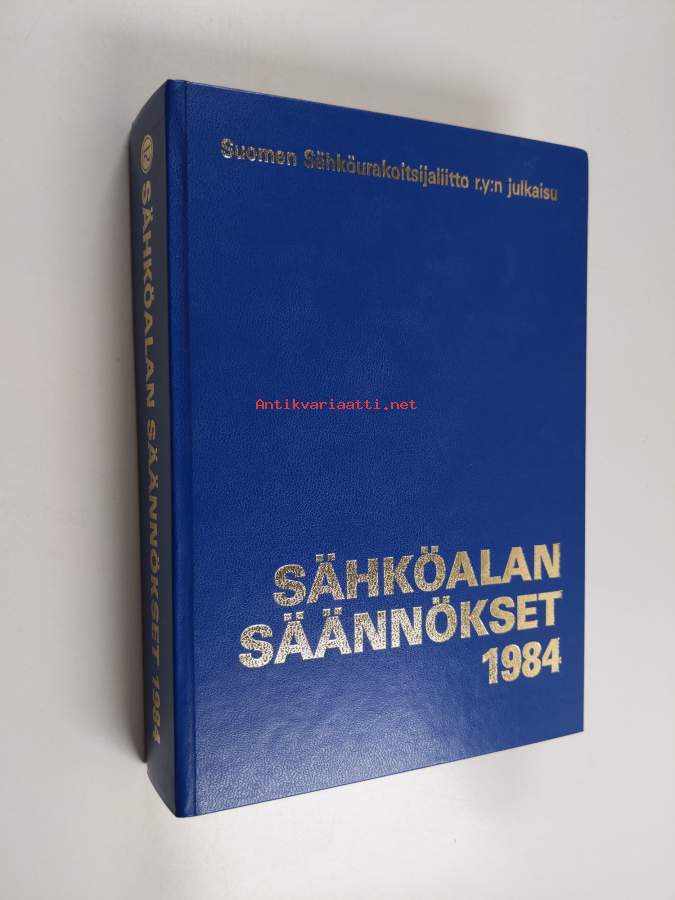 Suomen Sähköurakoitsijaliitto r.y:n julkaisu
SÄHKÖALAN
SÄÄNNÖKSET
1984
SÄHKÖALAN SÄÄNNÖKSET 1984
Antikvariaatti.net